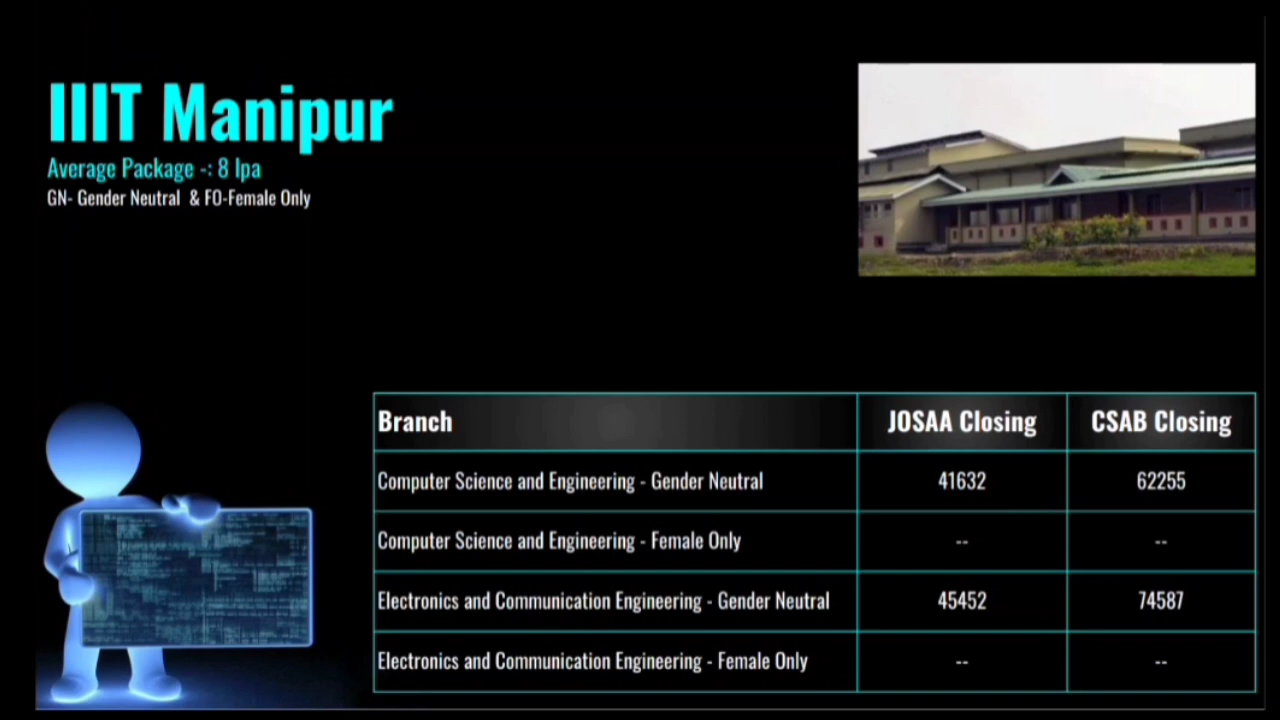 IIIT Manipur
Average Package -: 8 lpa
GN- Gender Neutral & FO-Female Only
Branch JOSAA Closing CSAB Closing
Computer Science and Engineering - Gender Neutral 41632 62255
Computer Science and Engineering - Female Only -- --
Electronics and Communication Engineering - Gender Neutral 45452 74587
Electronics and Communication Engineering - Female Only -- --